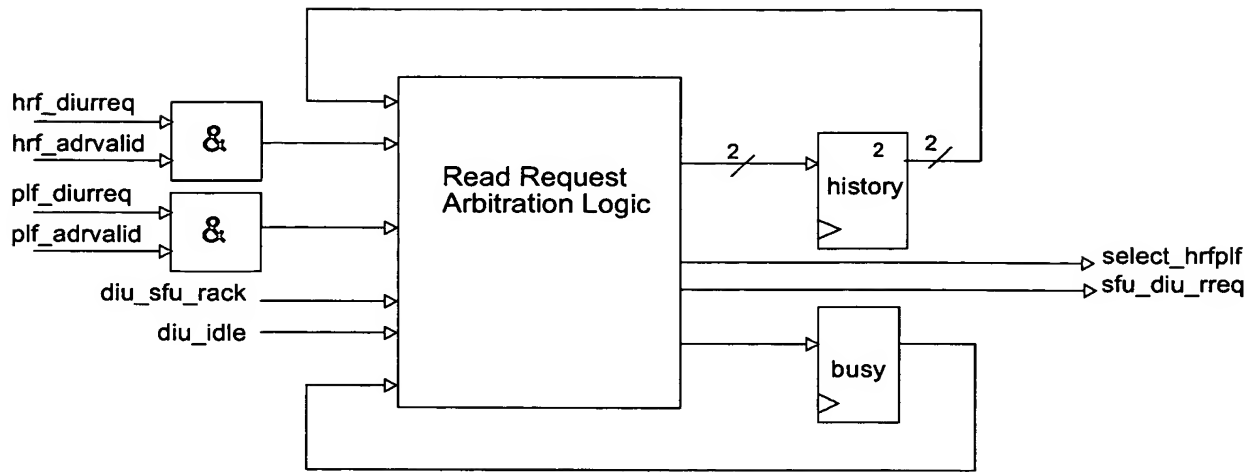 hrf_diurreq
hrf_adrvalid
&
plf_diurreq
plf_adrvalid
&
diu_sfu_rack
diu_idle
Read Request
Arbitration Logic
2
2
2
history
select_hrfplf
sfu_diu_rreq
busy